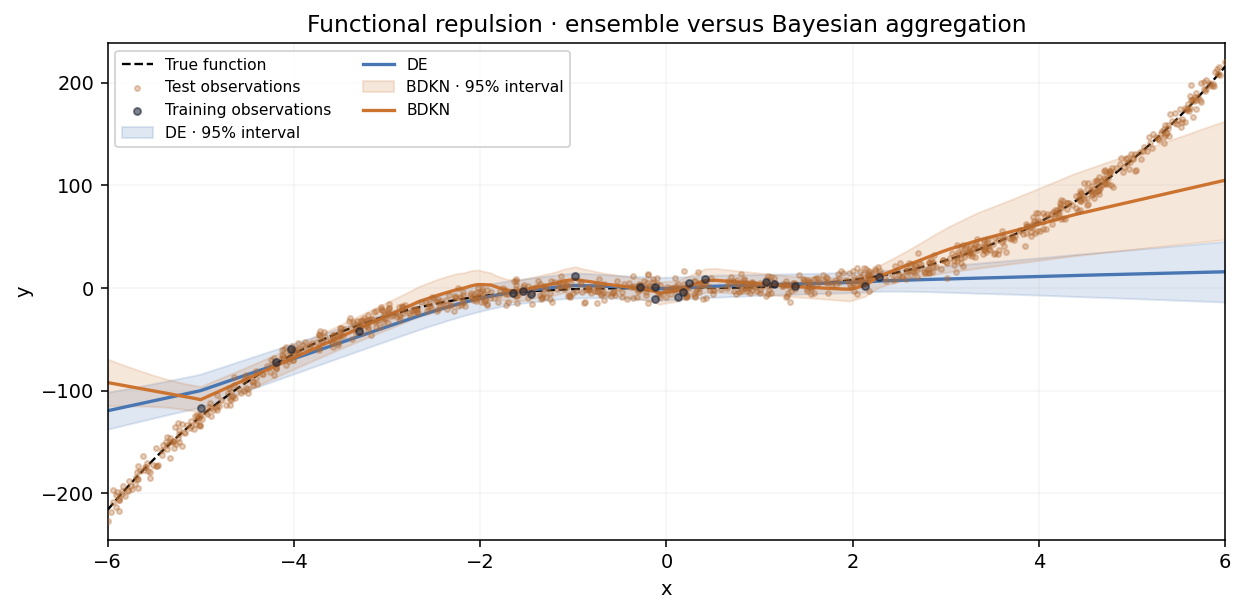 Functional repulsion · ensemble versus Bayesian aggregation
True function
Test observations
Training observations
DE · 95% interval
DE
BDKN · 95% interval
BDKN
y
200
100
0
−100
−200
−6
−4
−2
0
2
4
6
x